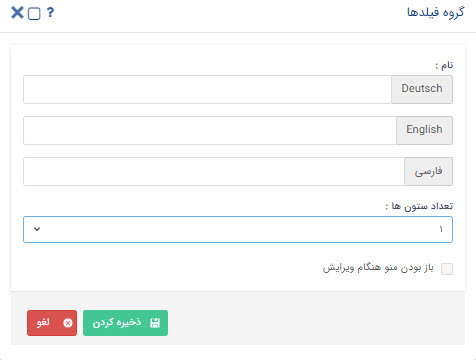 گروه فیلدها
?
نام :
Deutsch
English
فارسی
تعداد ستون ها :
۱
باز بودن منو هنگام ویرایش
ذخیره کردن
لغو